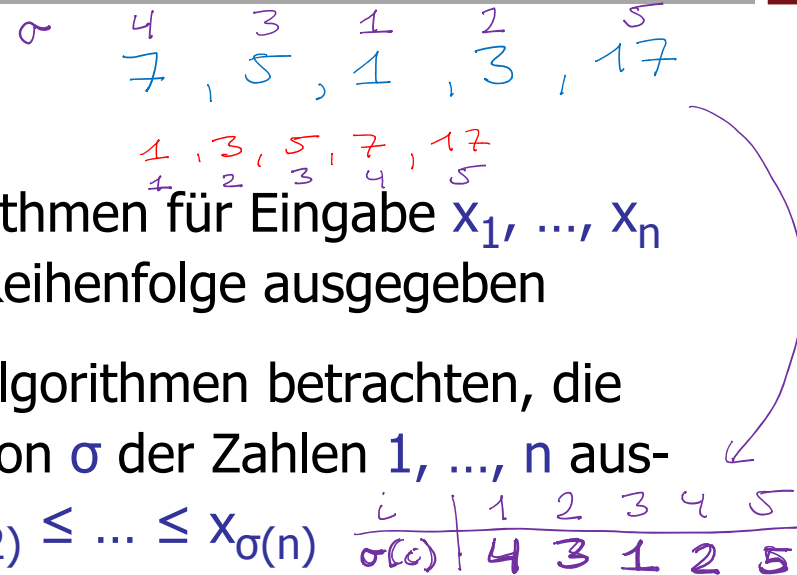 σ 4 3 1 2 5
7 , 5 , 1 , 3 , 17
1 , 3 , 5 , 7 , 17
1 2 3 4 5
thmen für Eingabe x₁, ..., xₙ
eihenfolge ausgegeben
lgorithmen betrachten, die
on σ der Zahlen 1, ..., n aus-
2) ≤ ... ≤ x_σ(n)
i | 1 2 3 4 5
σ(i) | 4 3 1 2 5